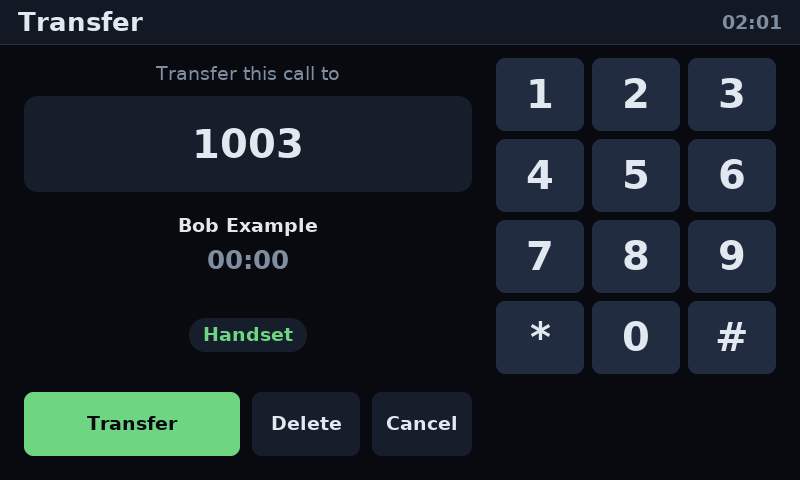 Transfer
02:01
Transfer this call to
1003
Bob Example
00:00
Handset
Transfer
Delete
Cancel
1 2 3
4 5 6
7 8 9
* 0 #